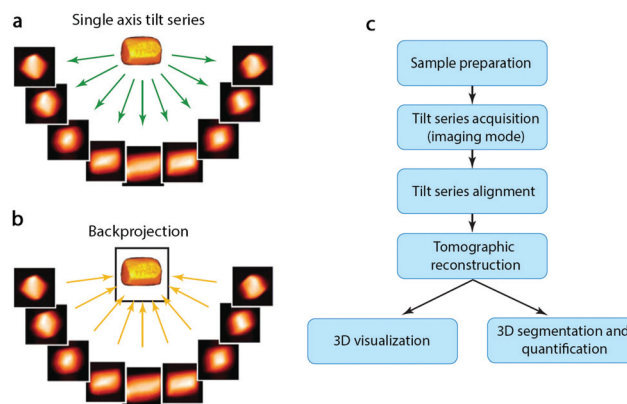 a
Single axis tilt series
b
Backprojection
c
Sample preparation
Tilt series acquisition
(imaging mode)
Tilt series alignment
Tomographic
reconstruction
3D visualization
3D segmentation and
quantification